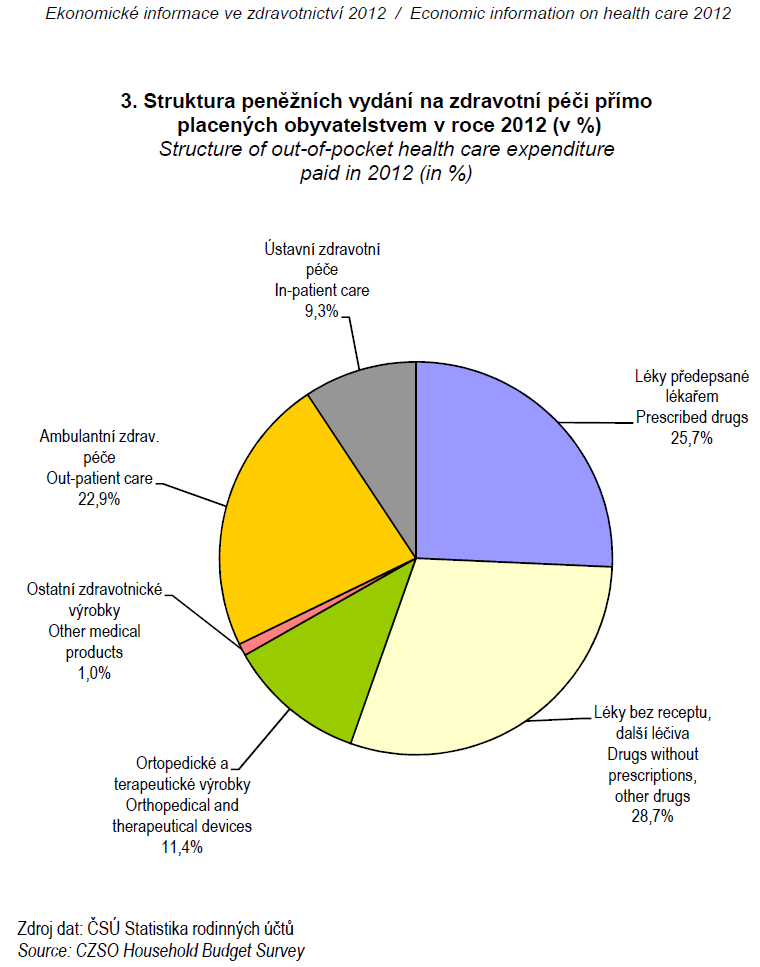 Ekonomické informace ve zdravotnictví 2012 / Economic information on health care 2012
3. Struktura peněžních vydání na zdravotní péči přímo
placených obyvatelstvem v roce 2012 (v %)
Structure of out-of-pocket health care expenditure
paid in 2012 (in %)
Ústavní zdravotní
péče
In-patient care
9,3%
Léky předepsané
lékařem
Prescribed drugs
25,7%
Ambulantní zdrav.
péče
Out-patient care
22,9%
Ostatní zdravotnické
výrobky
Other medical
products
1,0%
Léky bez receptu,
další léčiva
Drugs without
prescriptions,
other drugs
28,7%
Ortopedické a
terapeutické výrobky
Orthopedical and
therapeutical devices
11,4%
Zdroj dat: ČSÚ Statistika rodinných účtů
Source: CZSO Household Budget Survey